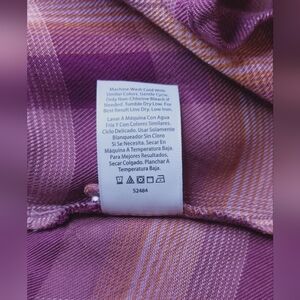 Machine Wash Cold With
Similar Colors, Gentle Cycle.
Only Non-Chlorine Bleach If
Needed. Tumble Dry Low. For
Best Result Line Dry. Low Iron.
Lavar A Máquina Con Agua
Fría Y Con Colores Similares.
Ciclo Delicado. Usar Solamente
Blanqueador Sin Cloro
Si Se Necesita. Secar En
Máquina A Temperatura Baja.
Para Mejores Resultados,
Secar Colgado. Planchar A
Temperatura Baja.
52484